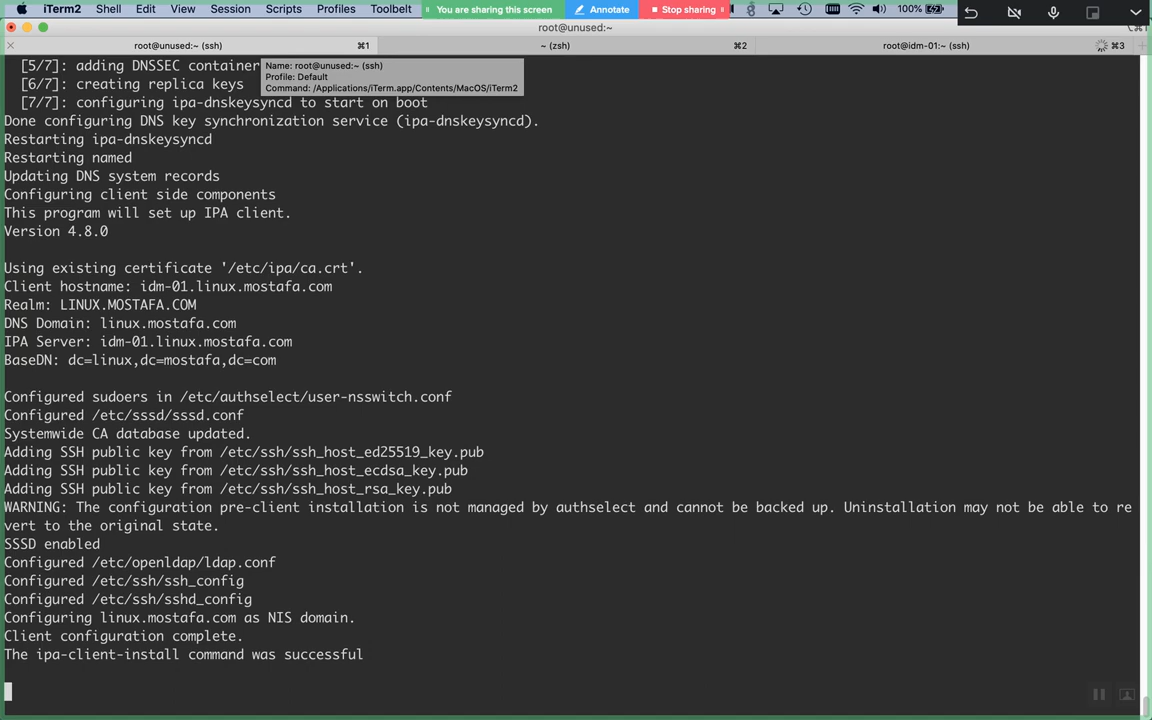 iTerm2 Shell Edit View Session Scripts Profiles Toolbelt You are sharing this screen Annotate Stop sharing 100%
root@unused:~
root@unused:~ (ssh) ⌘1 ~ (zsh) ⌘2 root@idm-01:~ (ssh) ⌘3
[5/7]: adding DNSSEC container
Name: root@unused:~ (ssh)
Profile: Default
Command: /Applications/iTerm.app/Contents/MacOS/iTerm2
[6/7]: creating replica keys
[7/7]: configuring ipa-dnskeysyncd to start on boot
Done configuring DNS key synchronization service (ipa-dnskeysyncd).
Restarting ipa-dnskeysyncd
Restarting named
Updating DNS system records
Configuring client side components
This program will set up IPA client.
Version 4.8.0
Using existing certificate '/etc/ipa/ca.crt'.
Client hostname: idm-01.linux.mostafa.com
Realm: LINUX.MOSTAFA.COM
DNS Domain: linux.mostafa.com
IPA Server: idm-01.linux.mostafa.com
BaseDN: dc=linux,dc=mostafa,dc=com
Configured sudoers in /etc/authselect/user-nsswitch.conf
Configured /etc/sssd/sssd.conf
Systemwide CA database updated.
Adding SSH public key from /etc/ssh/ssh_host_ed25519_key.pub
Adding SSH public key from /etc/ssh/ssh_host_ecdsa_key.pub
Adding SSH public key from /etc/ssh/ssh_host_rsa_key.pub
WARNING: The configuration pre-client installation is not managed by authselect and cannot be backed up. Uninstallation may not be able to re
vert to the original state.
SSSD enabled
Configured /etc/openldap/ldap.conf
Configured /etc/ssh/ssh_config
Configured /etc/ssh/sshd_config
Configuring linux.mostafa.com as NIS domain.
Client configuration complete.
The ipa-client-install command was successful